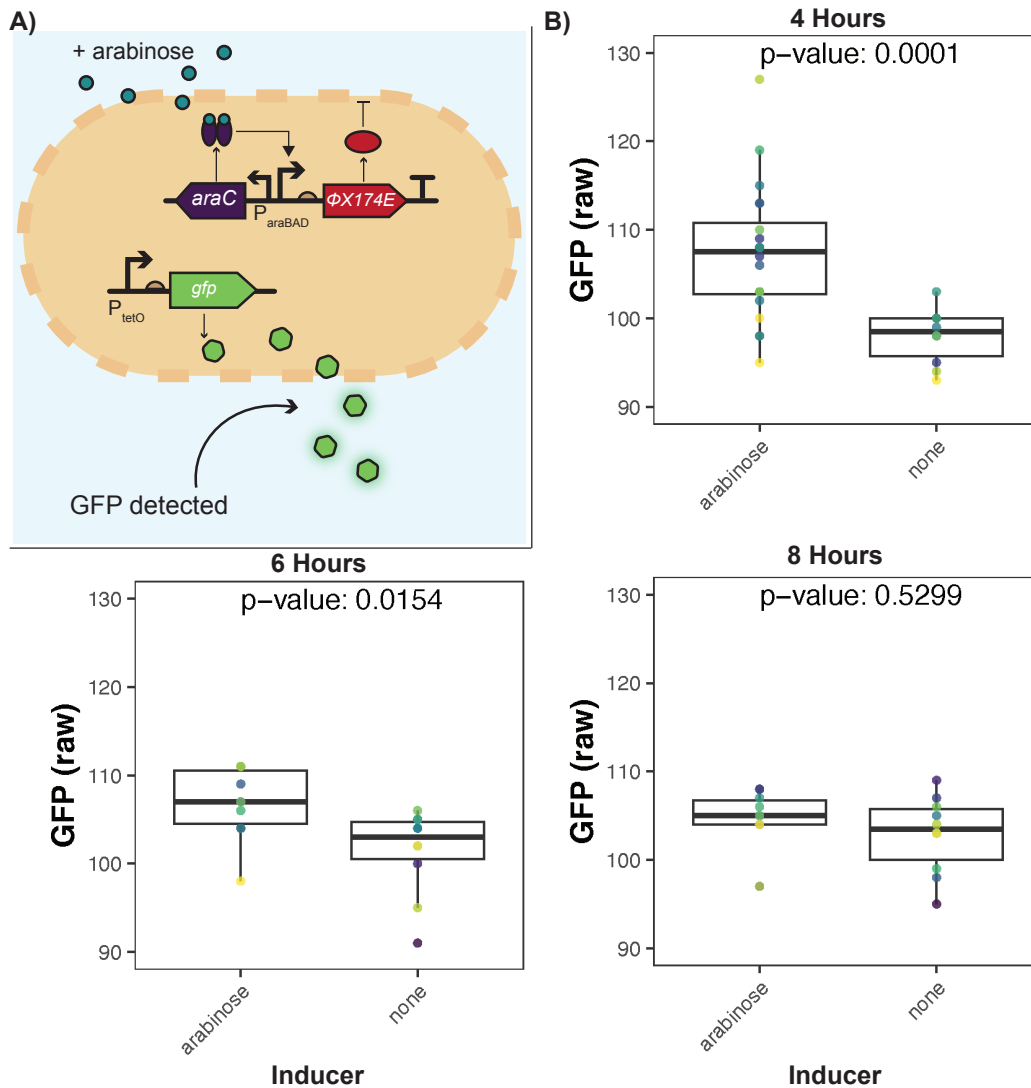 A)
+ arabinose
araC
P araBAD
ΦX174E
P tetO
gfp
GFP detected
B)
4 Hours
p-value: 0.0001
GFP (raw)
130
120
110
100
90
arabinose
none
6 Hours
p-value: 0.0154
GFP (raw)
130
120
110
100
90
arabinose
none
Inducer
8 Hours
p-value: 0.5299
GFP (raw)
130
120
110
100
90
arabinose
none
Inducer